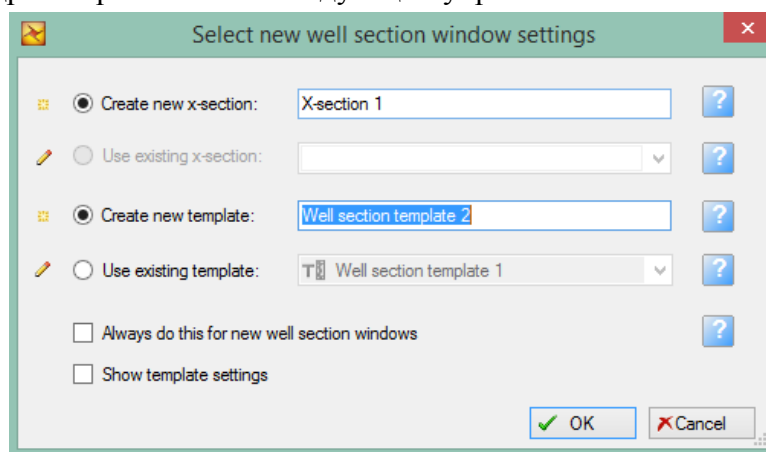 Select new well section window settings
Create new x-section: X-section 1 ?
Use existing x-section: ?
Create new template: Well section template 2 ?
Use existing template: T Well section template 1 ?
Always do this for new well section windows ?
Show template settings
OK Cancel